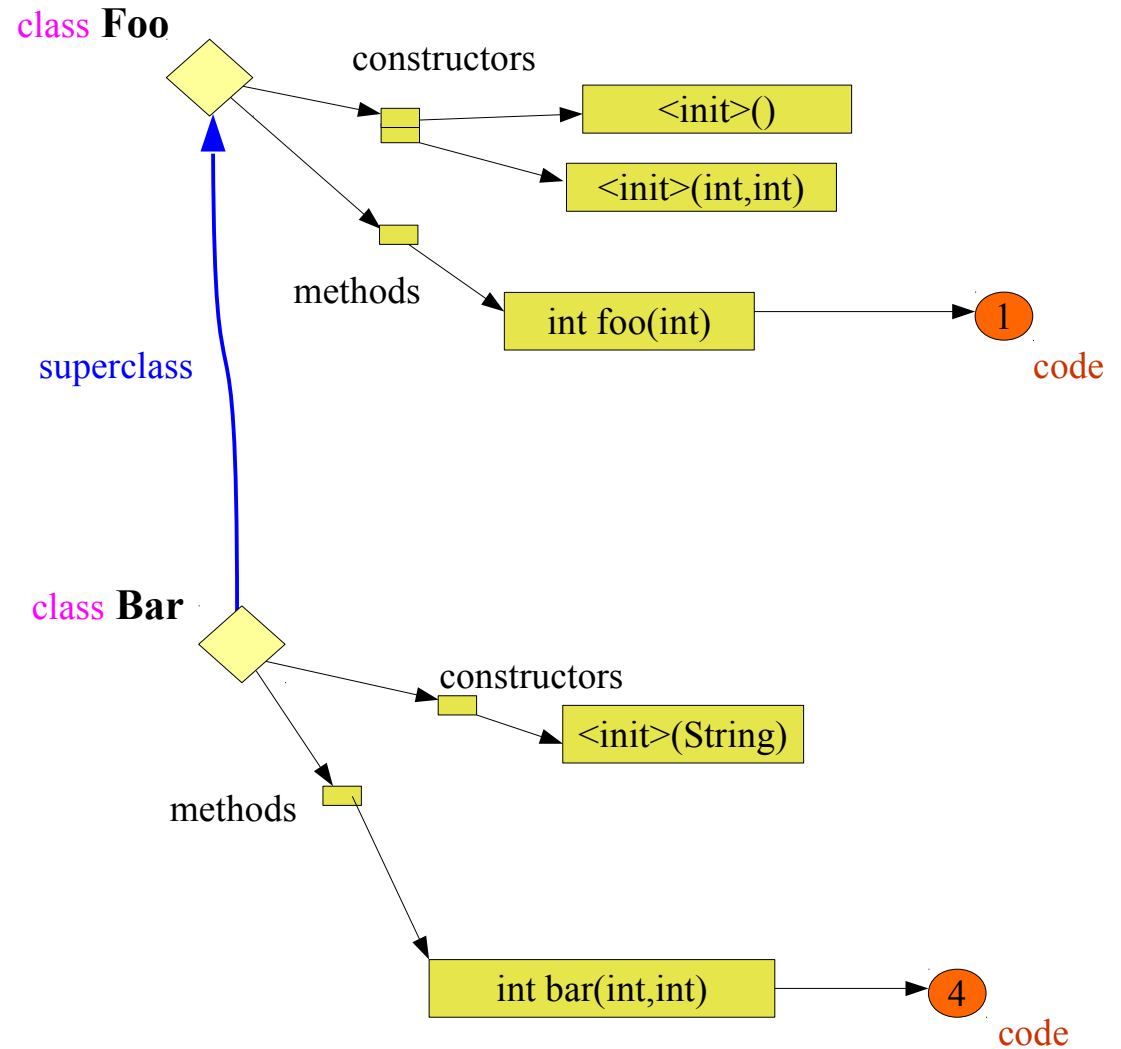 class Foo
constructors
<init>()
<init>(int,int)
methods
int foo(int)
1
code
superclass
class Bar
constructors
<init>(String)
methods
int bar(int,int)
4
code